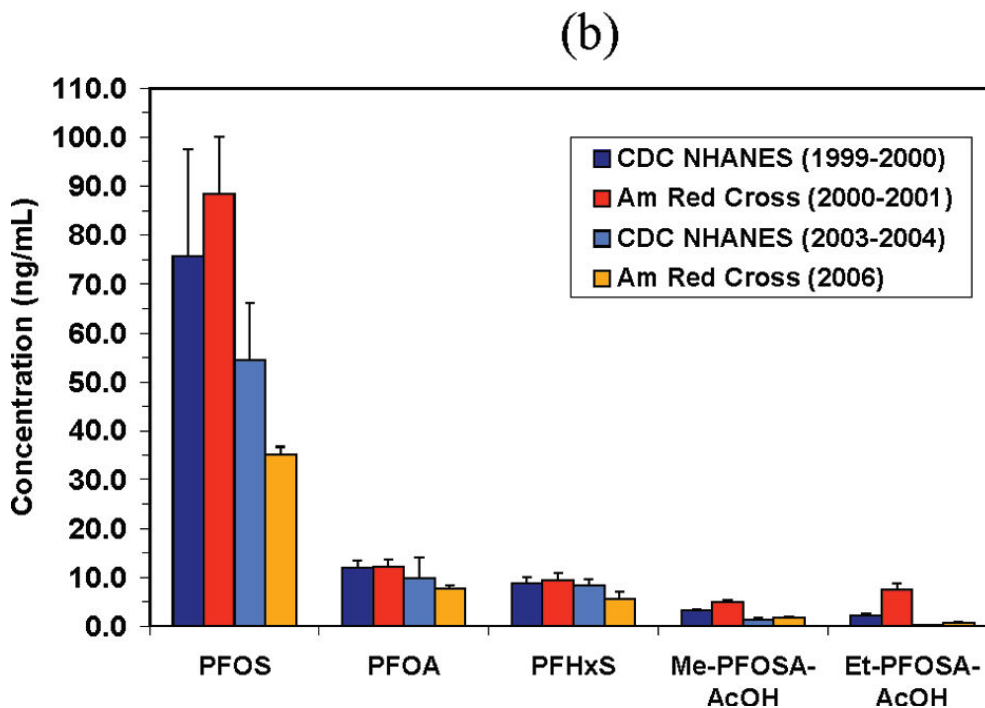 (b)
110.0
100.0
90.0
80.0
70.0
60.0
50.0
40.0
30.0
20.0
10.0
0.0
Concentration (ng/mL)
CDC NHANES (1999-2000)
Am Red Cross (2000-2001)
CDC NHANES (2003-2004)
Am Red Cross (2006)
PFOS
PFOA
PFHxS
Me-PFOSA-
AcOH
Et-PFOSA-
AcOH